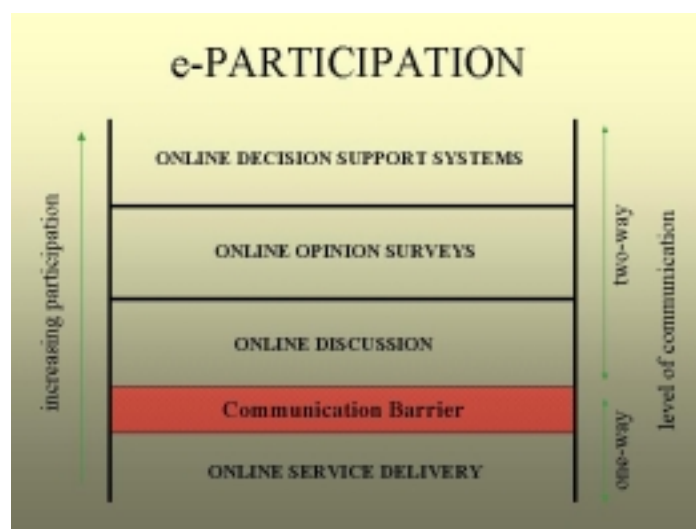 e-PARTICIPATION
ONLINE DECISION SUPPORT SYSTEMS
ONLINE OPINION SURVEYS
ONLINE DISCUSSION
Communication Barrier
ONLINE SERVICE DELIVERY
increasing participation
two-way
one-way
level of communication